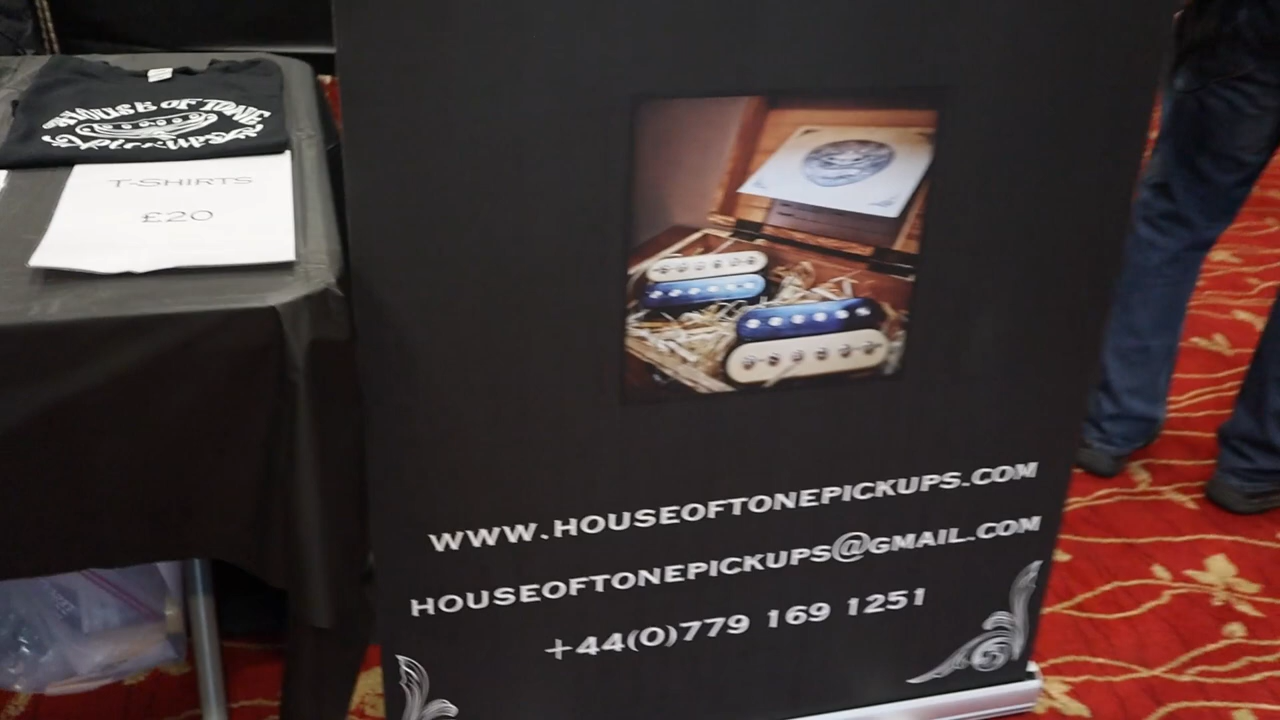 HOUSE OF TONE
PICKUPS
T-SHIRTS
£20
WWW.HOUSEOFTONEPICKUPS.COM
HOUSEOFTONEPICKUPS@GMAIL.COM
+44(0)779 169 1251